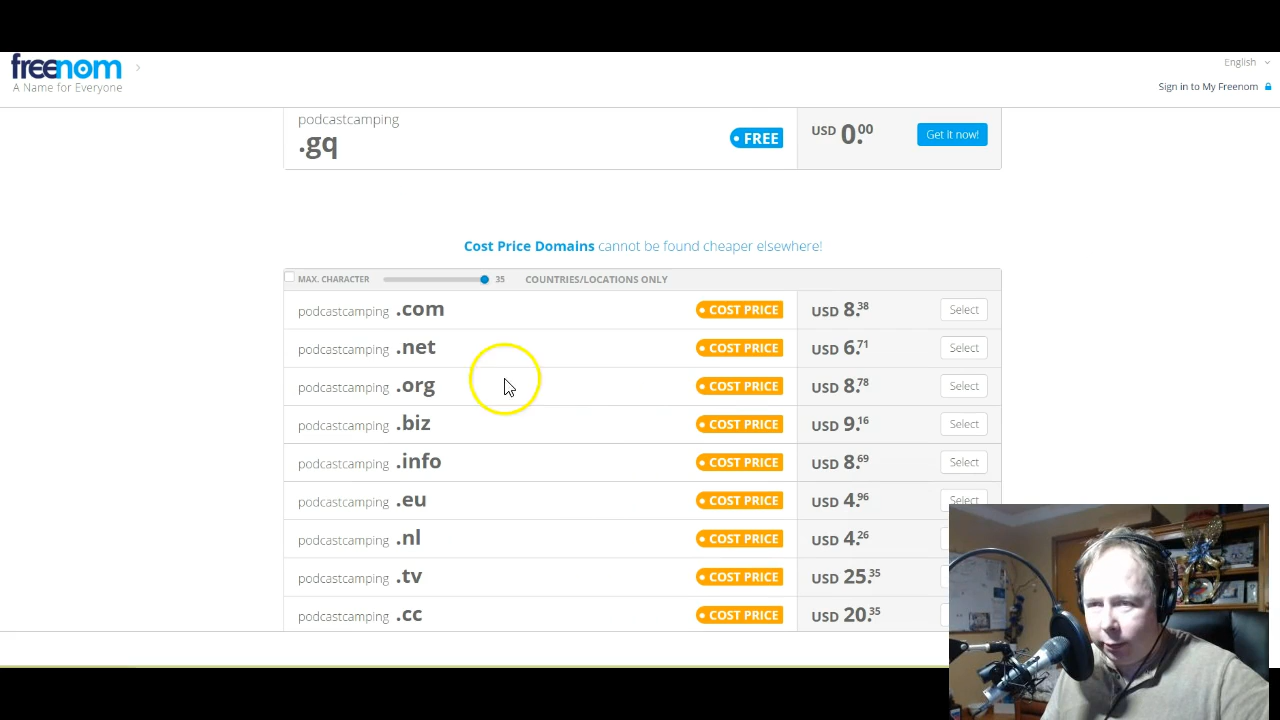 freenom
A Name for Everyone
English
Sign in to My Freenom
podcastcamping
.gq
FREE
USD 0.00
Get it now!
Cost Price Domains cannot be found cheaper elsewhere!
MAX. CHARACTER 35 COUNTRIES/LOCATIONS ONLY
podcastcamping .com COST PRICE USD 8.38 Select
podcastcamping .net COST PRICE USD 6.71 Select
podcastcamping .org COST PRICE USD 8.78 Select
podcastcamping .biz COST PRICE USD 9.16 Select
podcastcamping .info COST PRICE USD 8.69 Select
podcastcamping .eu COST PRICE USD 4.96 Select
podcastcamping .nl COST PRICE USD 4.26
podcastcamping .tv COST PRICE USD 25.35
podcastcamping .cc COST PRICE USD 20.35